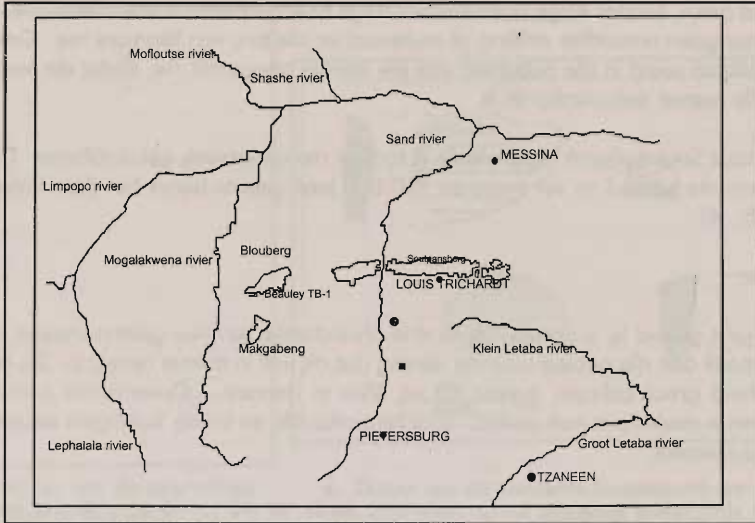 Mofloutse rivier
Shashe rivier
Sand rivier
MESSINA
Limpopo rivier
Mogalakwena rivier
Blouberg
Soutpansberg
Beauley TB-1
LOUIS TRICHARDT
Makgabeng
Klein Letaba rivier
PIETERSBURG
Lephalala rivier
Groot Letaba rivier
TZANEEN